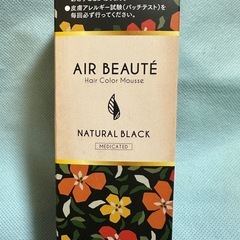 ●皮膚アレルギー試験(パッチテスト)を
毎回必ず行ってください。
AIR BEAUTÉ
Hair Color Mousse
NATURAL BLACK
MEDICATED